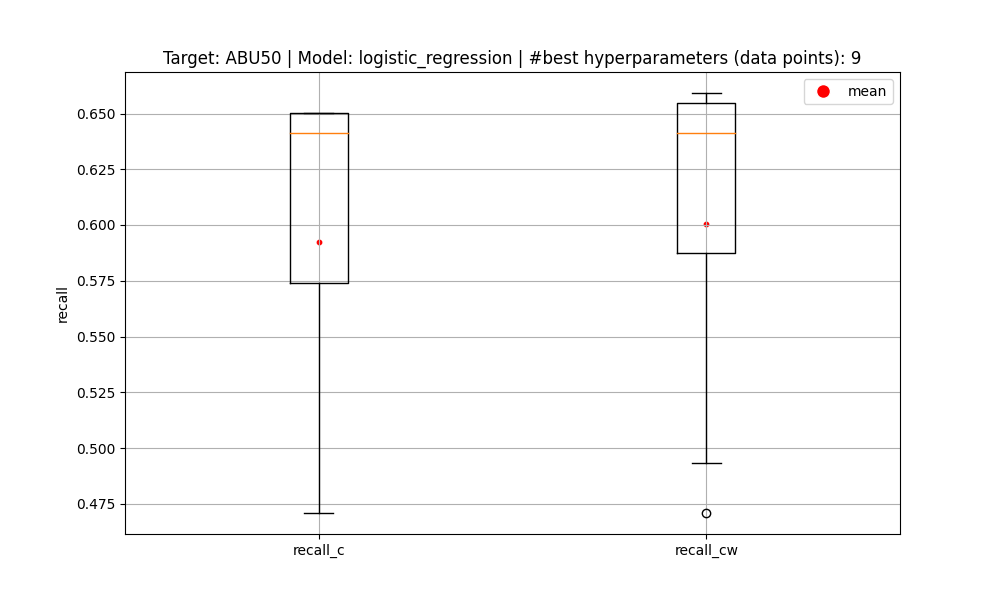 Target: ABU50 | Model: logistic_regression | #best hyperparameters (data points): 9
mean
0.650
0.625
0.600
0.575
0.550
0.525
0.500
0.475
recall
recall_c
recall_cw